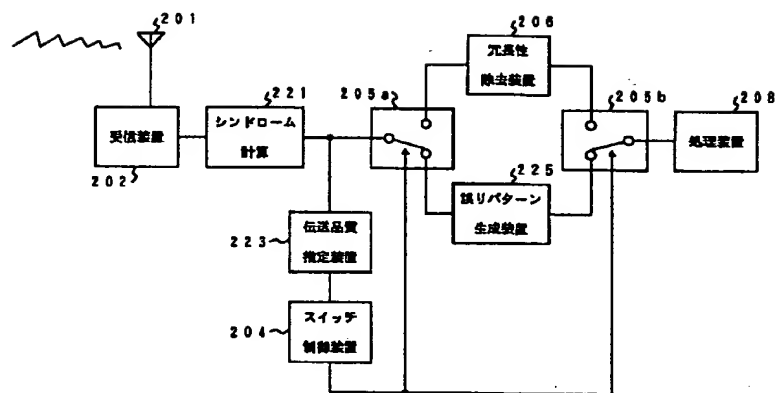 201
206
221
205a
205b
208
冗長性
除去装置
受信装置
シンドローム
計算
処理装置
202
225
誤りパターン
生成装置
223
伝送品質
推定装置
204
スイッチ
制御装置